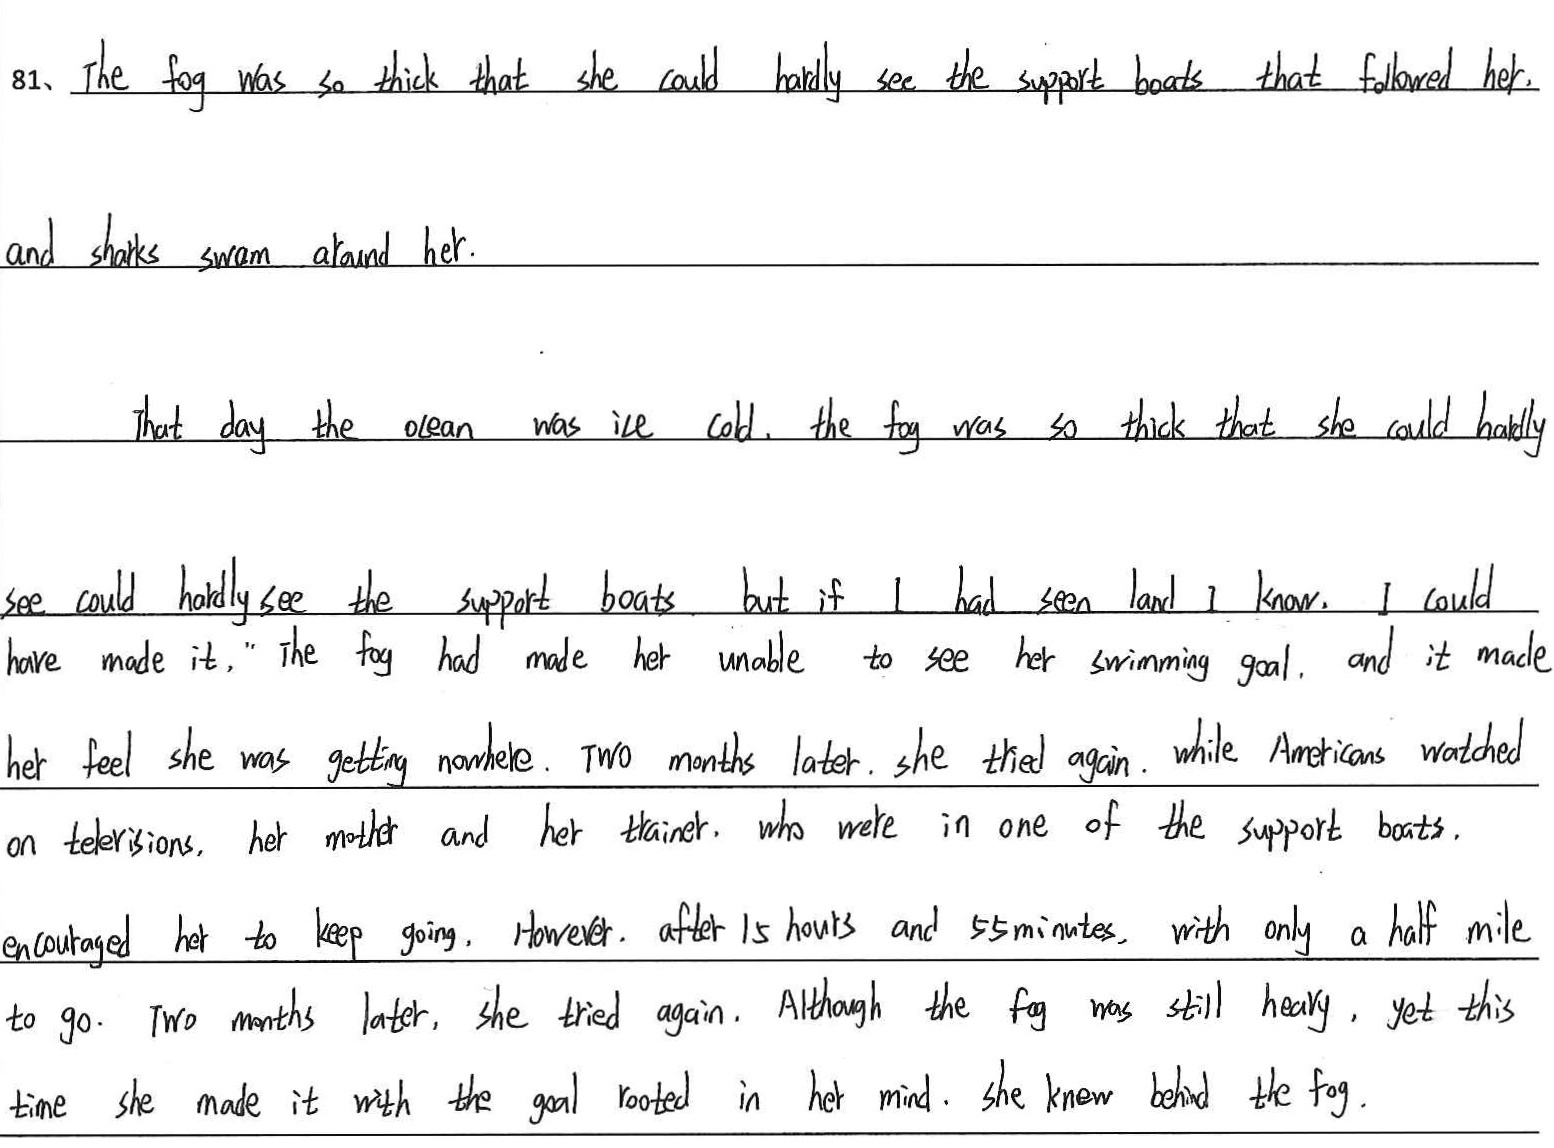 81、The fog was so thick that she could hardly see the support boats that followed her.
and sharks swam around her.
That day the ocean was ice cold. the fog was so thick that she could hardly
see could hardly see the support boats but if I had seen land I know. I could
have made it," The fog had made her unable to see her swimming goal. and it made
her feel she was getting nowhere. Two months later. she tried again. while Americans watched
on televisions, her mother and her trainer. who were in one of the support boats.
encouraged her to keep going. However. after 15 hours and 55 minutes. with only a half mile
to go. Two months later, she tried again. Although the fog was still heavy, yet this
time she made it with the goal rooted in her mind. she knew behind the fog.